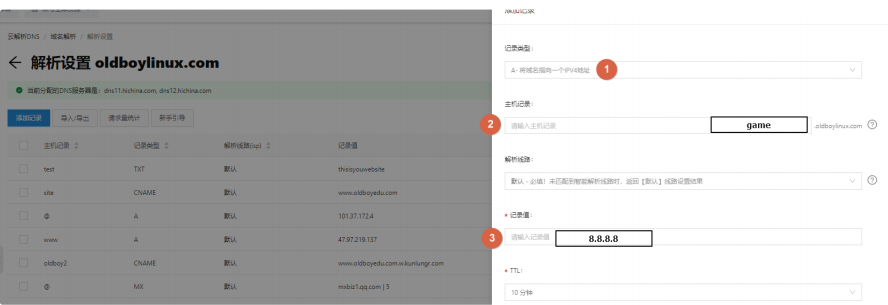 添加记录
云解析DNS / 域名解析 / 解析设置
← 解析设置 oldboylinux.com
当前分配的DNS服务器是: dns11.hichina.com, dns12.hichina.com
添加记录 导入/导出 请求量统计 新手引导
主机记录 记录类型 解析线路(isp) 记录值
test TXT 默认 thisisyouwebsite
site CNAME 默认 www.oldboyedu.com
@ A 默认 101.37.172.4
www A 默认 47.97.219.137
oldboy2 CNAME 默认 www.oldboyedu.com.w.kunlungr.com
@ MX 默认 mxbiz1.qq.com | 5
记录类型:
A- 将域名指向一个IPV4地址 1
主机记录:
2 请输入主机记录 game .oldboylinux.com ?
解析线路:
默认 - 必填!未匹配到智能解析线路时,返回【默认】线路设置结果 ?
* 记录值:
3 请输入记录值 8.8.8.8
* TTL:
10 分钟